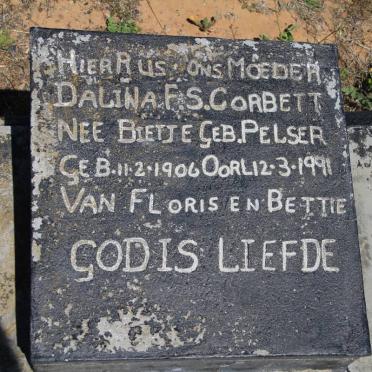 HIER RUS ONS MOEDER
DALINA F.S. CORBETT
NEE BIETJE GEB. PELSER
GEB. 11-2-1906 OORL 12-3-1991
VAN FLORIS EN BETTIE
GOD IS LIEFDE